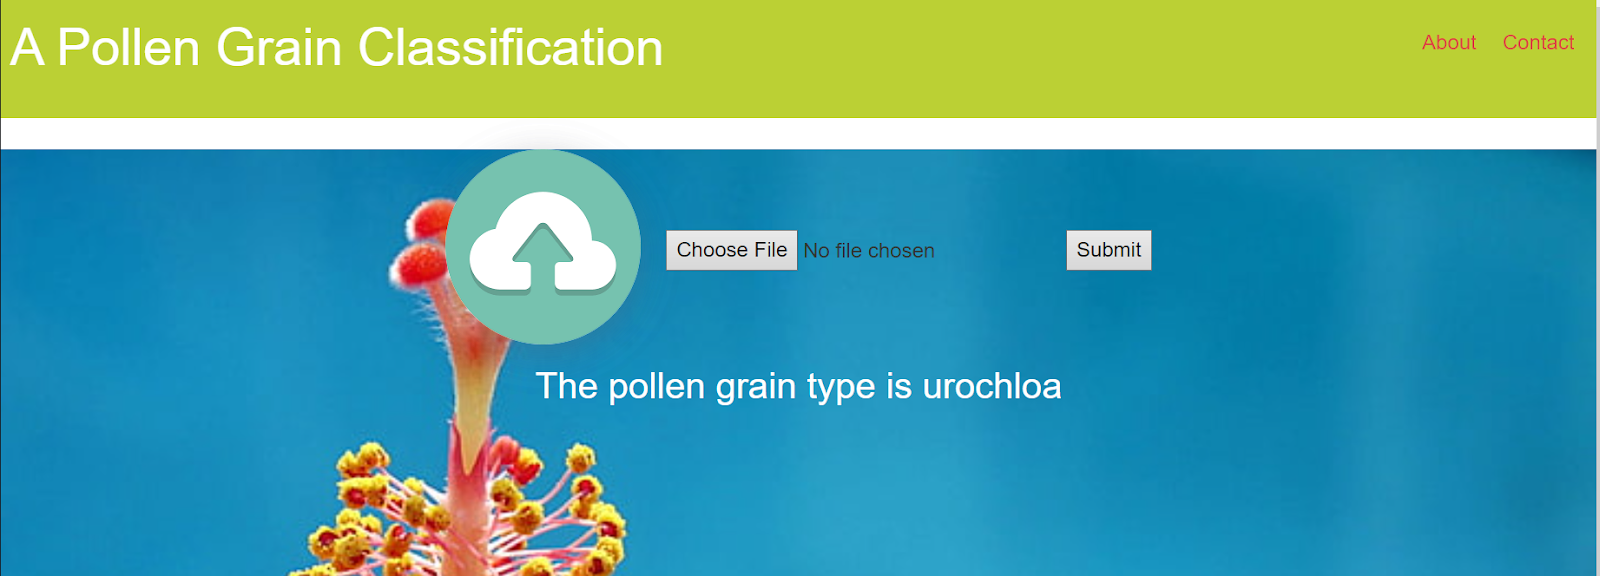 A Pollen Grain Classification
About Contact
Choose File No file chosen Submit
The pollen grain type is urochloa